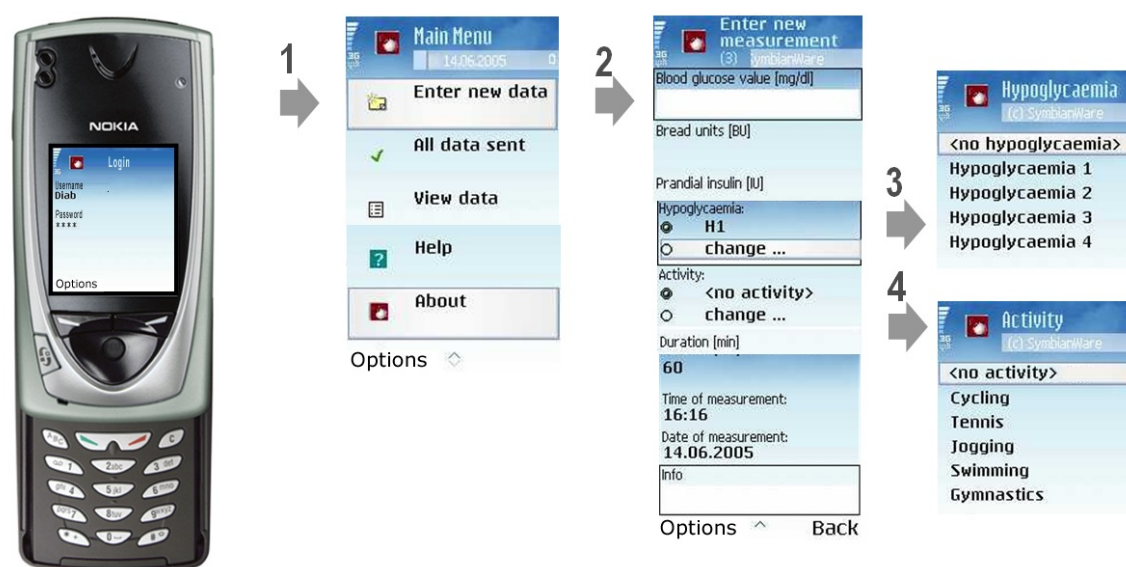 NOKIA
Login
Username
Diab
Password
****
Options
1
Main Menu
14.06.2005
Enter new data
All data sent
View data
Help
About
Options
2
Enter new
measurement
(3) SymbianWare
Blood glucose value [mg/dl]
Bread units [BU]
Prandial insulin [IU]
Hypoglycaemia:
H1
change ...
Activity:
<no activity>
change ...
Duration [min]
60
Time of measurement:
16:16
Date of measurement:
14.06.2005
Info
Options
Back
3
3G
Hypoglycaemia
(c) SymbianWare
<no hypoglycaemia>
Hypoglycaemia 1
Hypoglycaemia 2
Hypoglycaemia 3
Hypoglycaemia 4
4
3G
Activity
(c) SymbianWare
<no activity>
Cycling
Tennis
Jogging
Swimming
Gymnastics